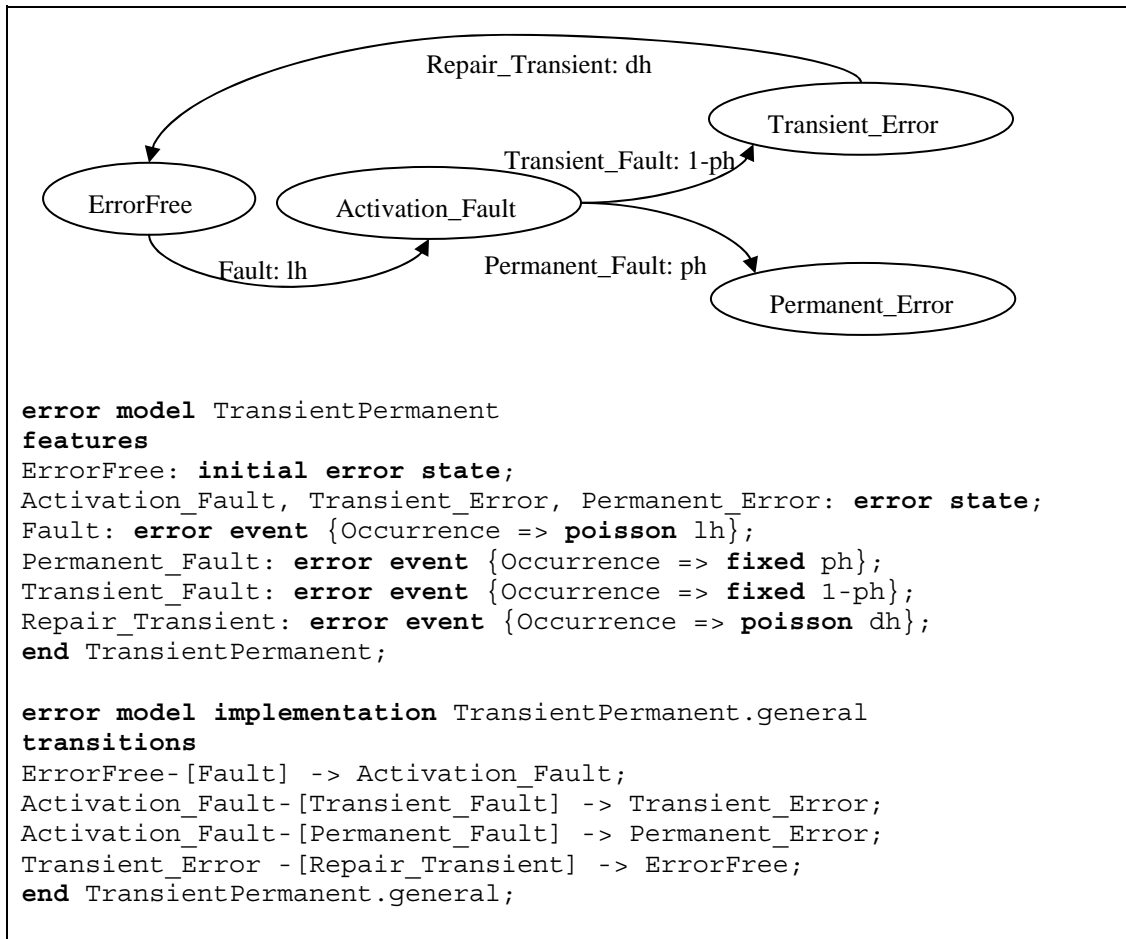 Repair_Transient: dh
Transient_Error
Transient_Fault: 1-ph
ErrorFree
Activation_Fault
Fault: lh
Permanent_Fault: ph
Permanent_Error
error model TransientPermanent
features
ErrorFree: initial error state;
Activation_Fault, Transient_Error, Permanent_Error: error state;
Fault: error event {Occurrence => poisson lh};
Permanent_Fault: error event {Occurrence => fixed ph};
Transient_Fault: error event {Occurrence => fixed 1-ph};
Repair_Transient: error event {Occurrence => poisson dh};
end TransientPermanent;
error model implementation TransientPermanent.general
transitions
ErrorFree-[Fault] -> Activation_Fault;
Activation_Fault-[Transient_Fault] -> Transient_Error;
Activation_Fault-[Permanent_Fault] -> Permanent_Error;
Transient_Error -[Repair_Transient] -> ErrorFree;
end TransientPermanent.general;